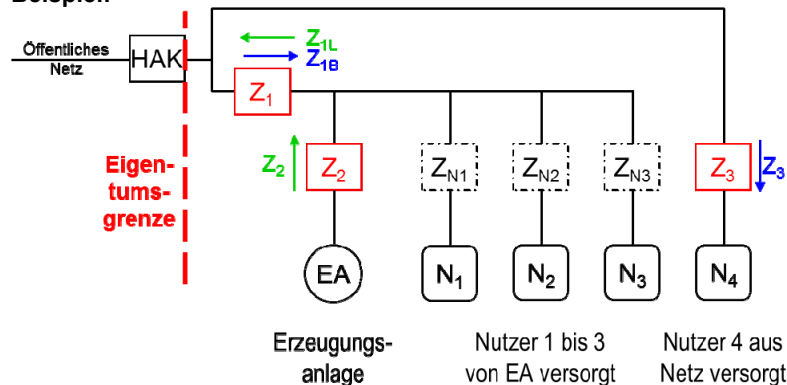 Beispiel:
Öffentliches
Netz
HAK
Z1L
Z1B
Z1
Eigen-
tums-
grenze
Z2
Z2
ZN1
ZN2
ZN3
Z3
Z3
EA
N1
N2
N3
N4
Erzeugungs-
anlage
Nutzer 1 bis 3
von EA versorgt
Nutzer 4 aus
Netz versorgt